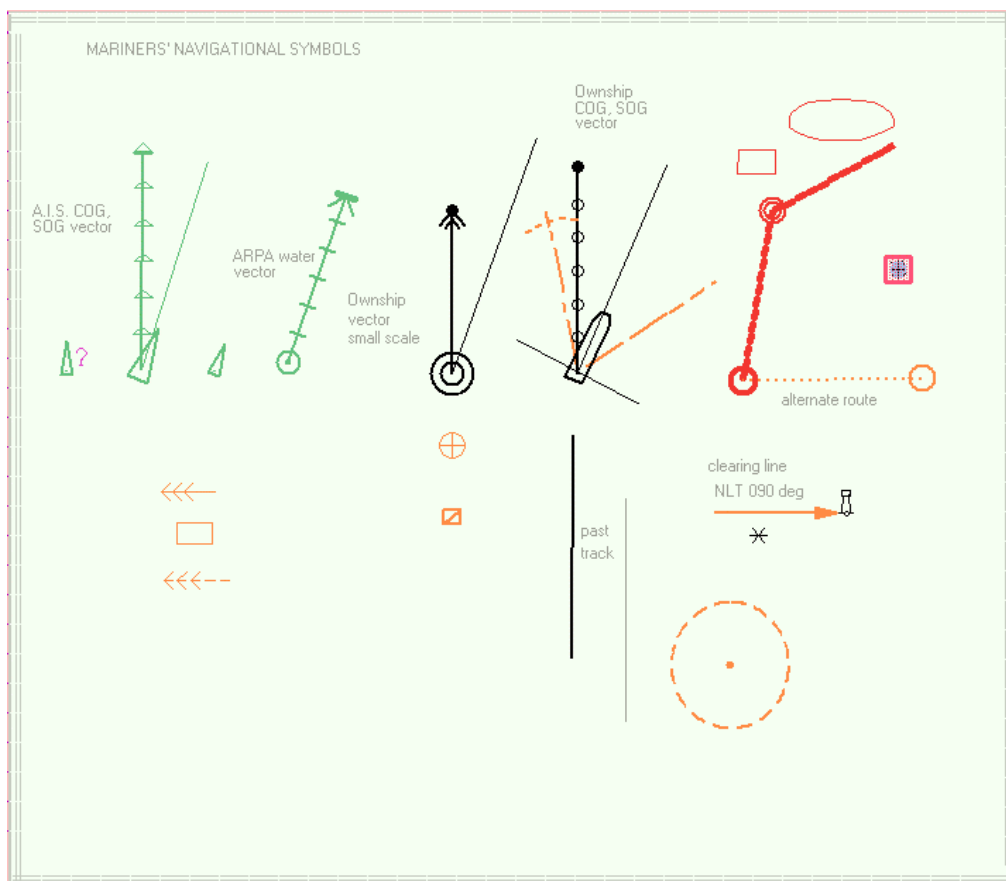 MARINERS' NAVIGATIONAL SYMBOLS
Ownship
COG, SOG
vector
A.I.S. COG,
SOG vector
ARPA water
vector
Ownship
vector
small scale
?
alternate route
clearing line
NLT 090 deg
past
track